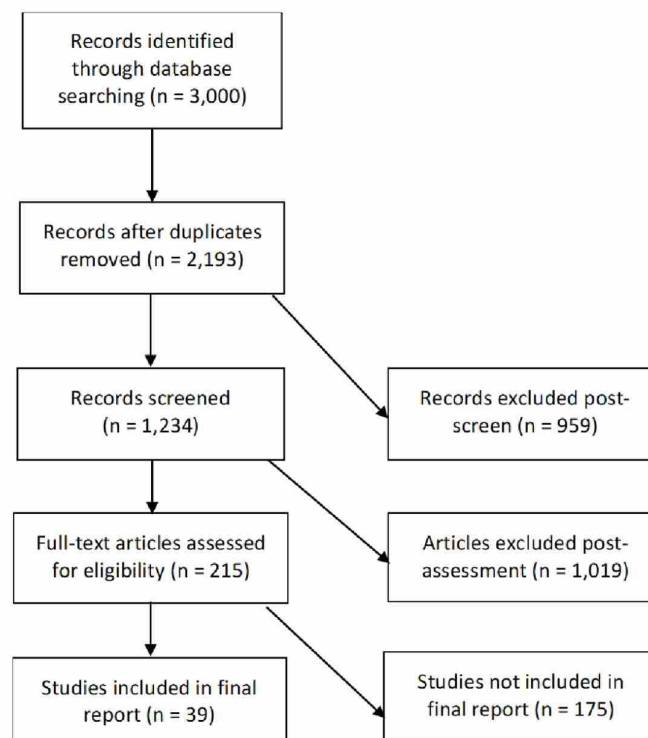 Records identified
through database
searching (n = 3,000)
Records after duplicates
removed (n = 2,193)
Records screened
(n = 1,234)
Records excluded post-
screen (n = 959)
Full-text articles assessed
for eligibility (n = 215)
Articles excluded post-
assessment (n = 1,019)
Studies included in final
report (n = 39)
Studies not included in
final report (n = 175)